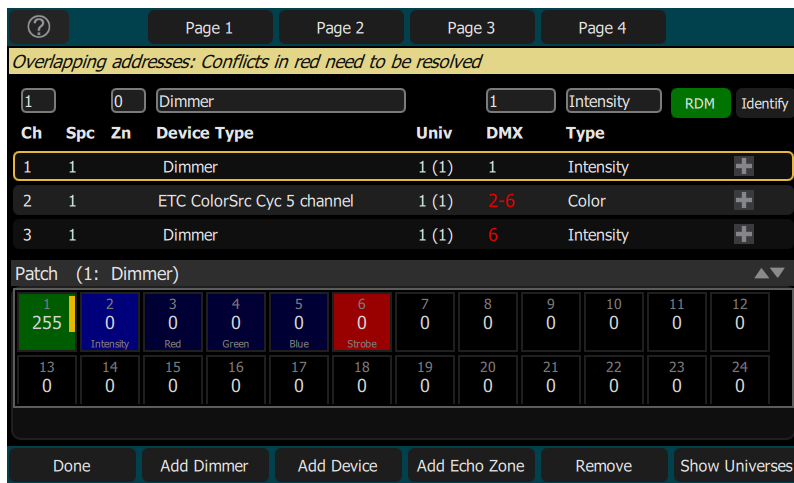 ? Page 1 Page 2 Page 3 Page 4
Overlapping addresses: Conflicts in red need to be resolved
1 0 Dimmer 1 Intensity RDM Identify
Ch Spc Zn Device Type Univ DMX Type
1 1 Dimmer 1 (1) 1 Intensity
2 1 ETC ColorSrc Cyc 5 channel 1 (1) 2-6 Color
3 1 Dimmer 1 (1) 6 Intensity
Patch (1: Dimmer)
1 2 3 4 5 6 7 8 9 10 11 12
255 0 0 0 0 0 0 0 0 0 0 0
Intensity Red Green Blue Strobe
13 14 15 16 17 18 19 20 21 22 23 24
0 0 0 0 0 0 0 0 0 0 0 0
Done Add Dimmer Add Device Add Echo Zone Remove Show Universes